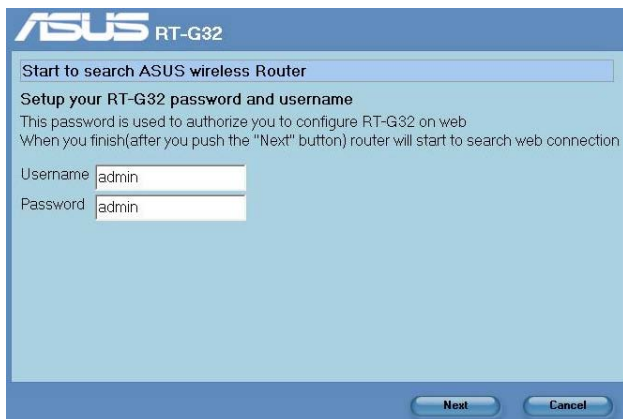 ASUS RT-G32
Start to search ASUS wireless Router
Setup your RT-G32 password and username
This password is used to authorize you to configure RT-G32 on web
When you finish(after you push the "Next" button) router will start to search web connection
Username admin
Password admin
Next Cancel